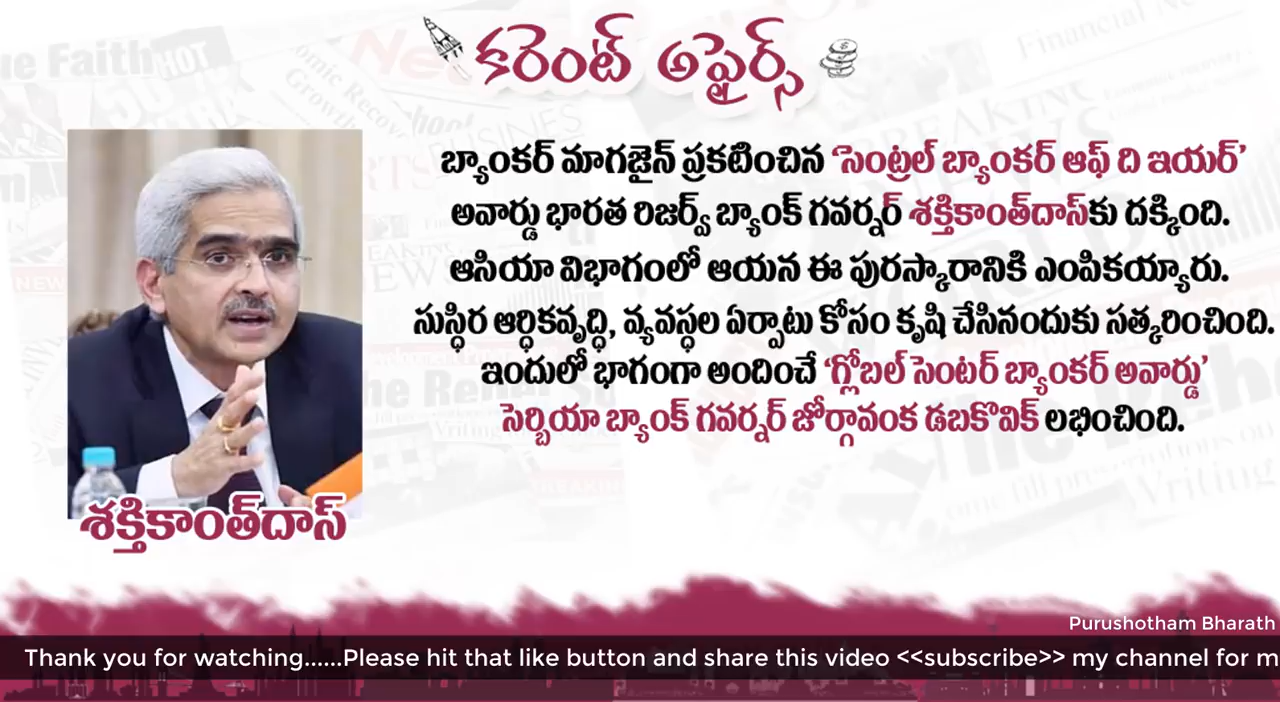 కరెంట్ అఫైర్స్
బ్యాంకర్ మాగజైన్ ప్రకటించిన ‘సెంట్రల్ బ్యాంకర్ ఆఫ్ ది ఇయర్’
అవార్డు భారత రిజర్వ్ బ్యాంక్ గవర్నర్ శక్తికాంత్‌దాస్‌కు దక్కింది.
ఆసియా విభాగంలో ఆయన ఈ పురస్కారానికి ఎంపికయ్యారు.
సుస్థిర ఆర్థికవృద్ధి, వ్యవస్థల ఏర్పాటు కోసం కృషి చేసినందుకు సత్కరించింది.
ఇందులో భాగంగా అందించే ‘గ్లోబల్ సెంటర్ బ్యాంకర్ అవార్డు’
సెర్బియా బ్యాంక్ గవర్నర్ జోర్గావంక డబకొవిక్ లభించింది.
శక్తికాంత్‌దాస్
Purushotham Bharath
Thank you for watching......Please hit that like button and share this video <<subscribe>> my channel for m